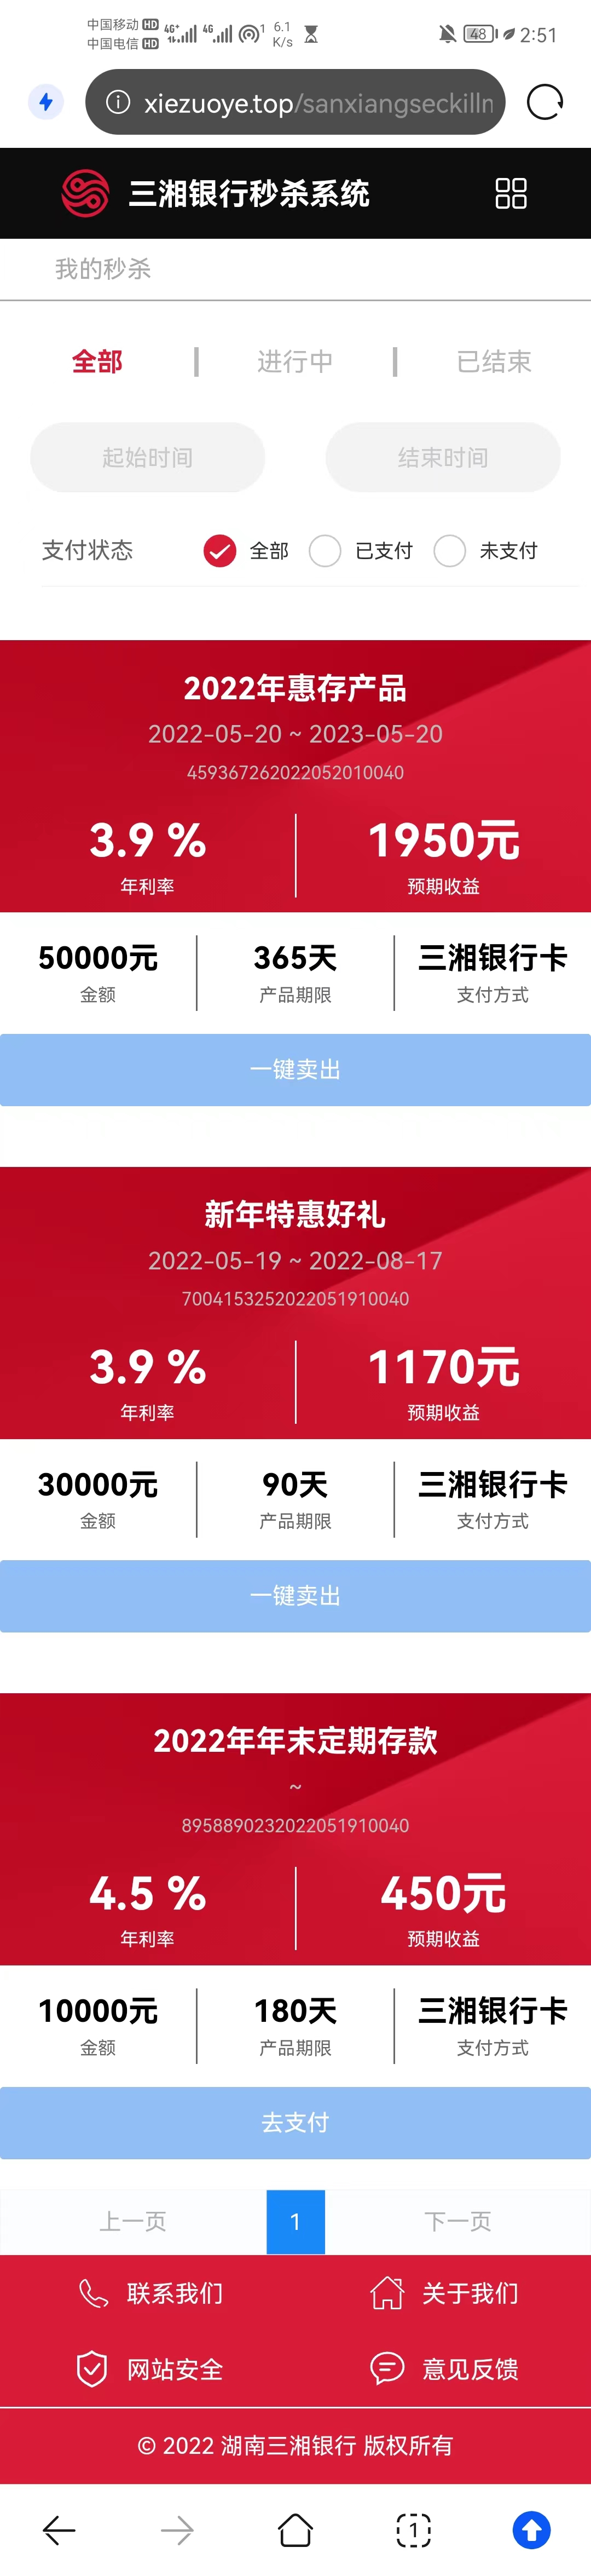 中国移动 HD 4G+ 4G 1 6.1 K/s 48 2:51
中国电信 HD
xiezuoye.top/sanxiangseckilln
三湘银行秒杀系统
我的秒杀
全部 进行中 已结束
起始时间 结束时间
支付状态 全部 已支付 未支付
2022年惠存产品
2022-05-20 ~ 2023-05-20
459367262022052010040
3.9 % 1950元
年利率 预期收益
50000元 365天 三湘银行卡
金额 产品期限 支付方式
一键卖出
新年特惠好礼
2022-05-19 ~ 2022-08-17
7004153252022051910040
3.9 % 1170元
年利率 预期收益
30000元 90天 三湘银行卡
金额 产品期限 支付方式
一键卖出
2022年年末定期存款
~
8958890232022051910040
4.5 % 450元
年利率 预期收益
10000元 180天 三湘银行卡
金额 产品期限 支付方式
去支付
上一页 1 下一页
联系我们 关于我们
网站安全 意见反馈
© 2022 湖南三湘银行 版权所有
1